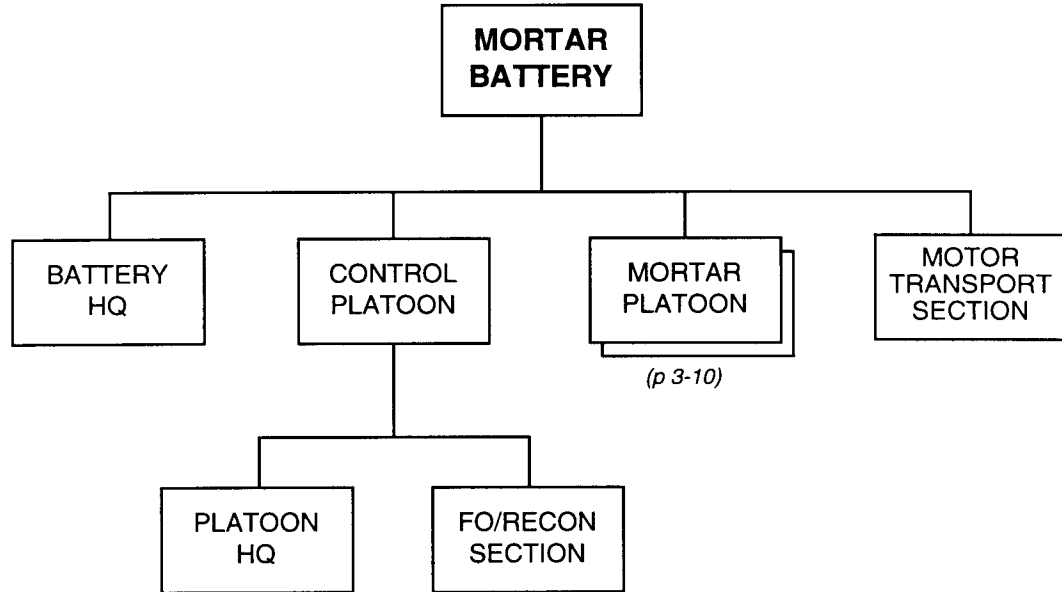 MORTAR
BATTERY
BATTERY
HQ
CONTROL
PLATOON
MORTAR
PLATOON
MOTOR
TRANSPORT
SECTION
(p 3-10)
PLATOON
HQ
FO/RECON
SECTION